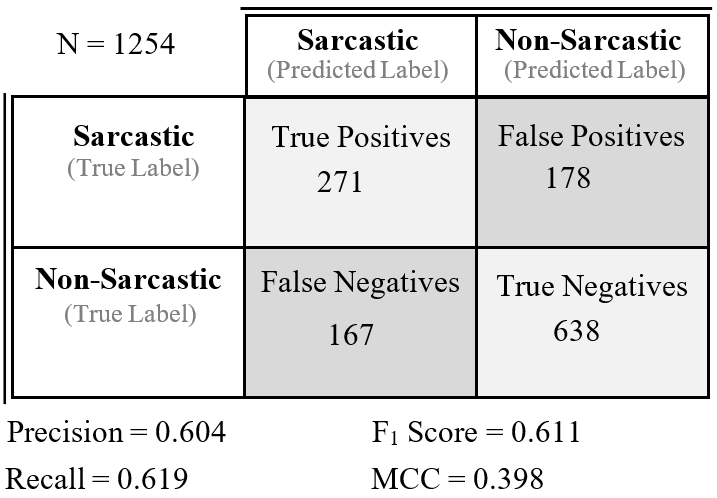 N = 1254
Sarcastic
(Predicted Label)
Non-Sarcastic
(Predicted Label)
Sarcastic
(True Label)
True Positives
271
False Positives
178
Non-Sarcastic
(True Label)
False Negatives
167
True Negatives
638
Precision = 0.604
F₁ Score = 0.611
Recall = 0.619
MCC = 0.398